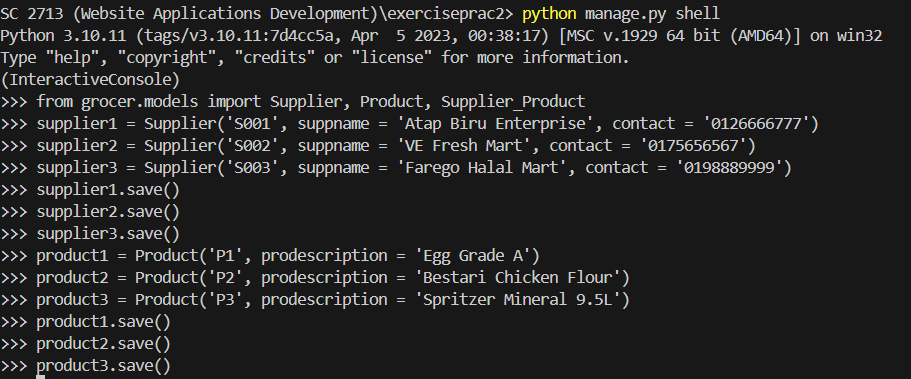 SC 2713 (Website Applications Development)\exerciseprac2> python manage.py shell
Python 3.10.11 (tags/v3.10.11:7d4cc5a, Apr  5 2023, 00:38:17) [MSC v.1929 64 bit (AMD64)] on win32
Type "help", "copyright", "credits" or "license" for more information.
(InteractiveConsole)
>>> from grocer.models import Supplier, Product, Supplier_Product
>>> supplier1 = Supplier('S001', suppname = 'Atap Biru Enterprise', contact = '0126666777')
>>> supplier2 = Supplier('S002', suppname = 'VE Fresh Mart', contact = '0175656567')
>>> supplier3 = Supplier('S003', suppname = 'Farego Halal Mart', contact = '0198889999')
>>> supplier1.save()
>>> supplier2.save()
>>> supplier3.save()
>>> product1 = Product('P1', prodescription = 'Egg Grade A')
>>> product2 = Product('P2', prodescription = 'Bestari Chicken Flour')
>>> product3 = Product('P3', prodescription = 'Spritzer Mineral 9.5L')
>>> product1.save()
>>> product2.save()
>>> product3.save()